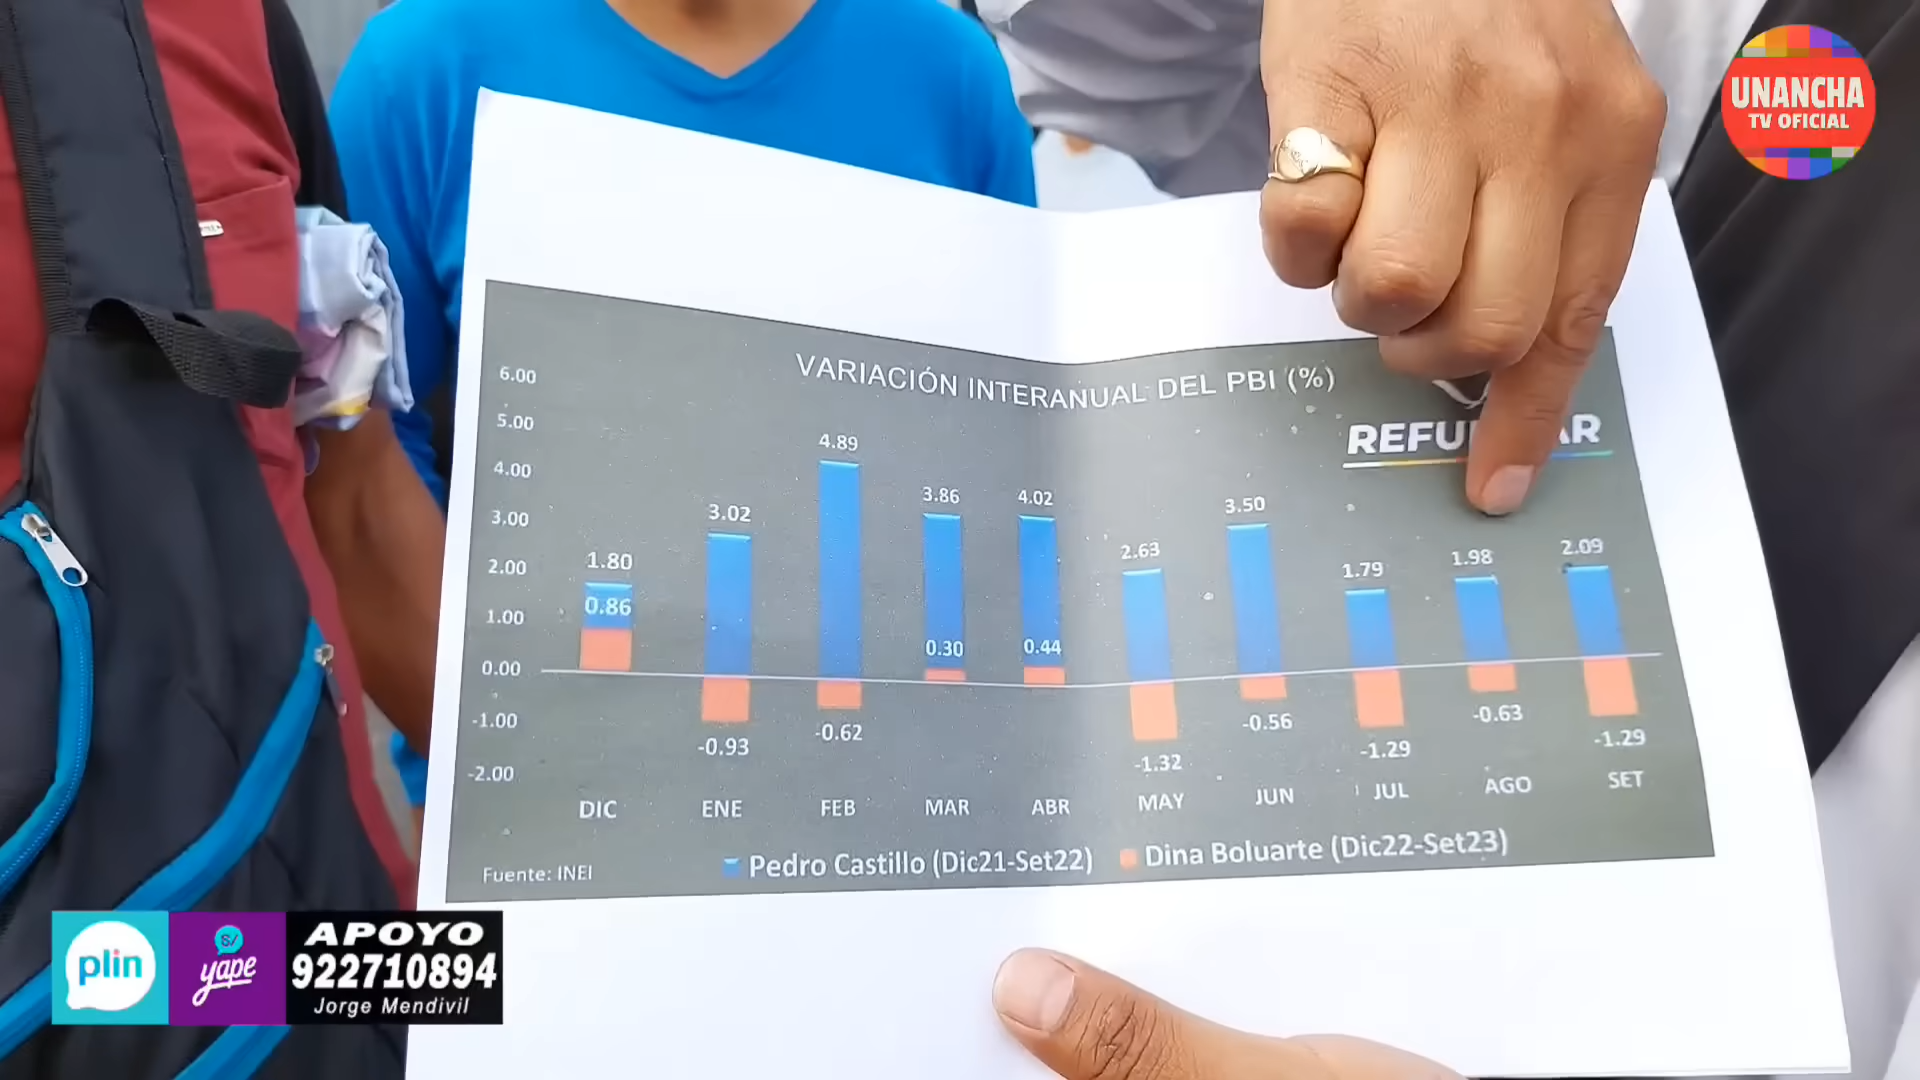 UNANCHA
TV OFICIAL
VARIACIÓN INTERANUAL DEL PBI (%)
6.00
5.00
4.00
3.00
2.00
1.00
0.00
-1.00
-2.00
1.80
0.86
3.02
-0.93
4.89
-0.62
3.86
0.30
4.02
0.44
2.63
-1.32
3.50
-0.56
1.79
-1.29
1.98
-0.63
2.09
-1.29
DIC ENE FEB MAR ABR MAY JUN JUL AGO SET
Pedro Castillo (Dic21-Set22) Dina Boluarte (Dic22-Set23)
Fuente: INEI
plin
S/
yape
APOYO
922710894
Jorge Mendivil